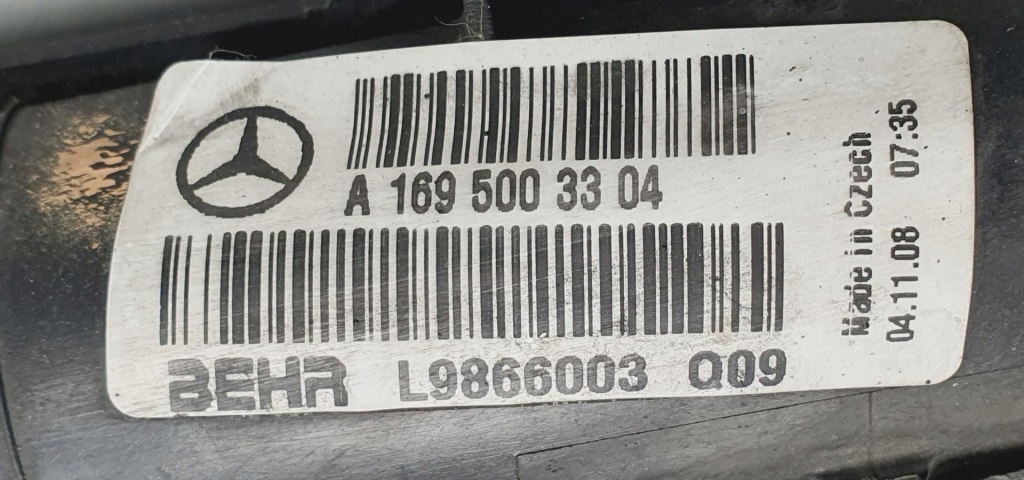 A 169 500 33 04
BEHR L9866003 Q09
Made in Czech
04.11.08 07:35